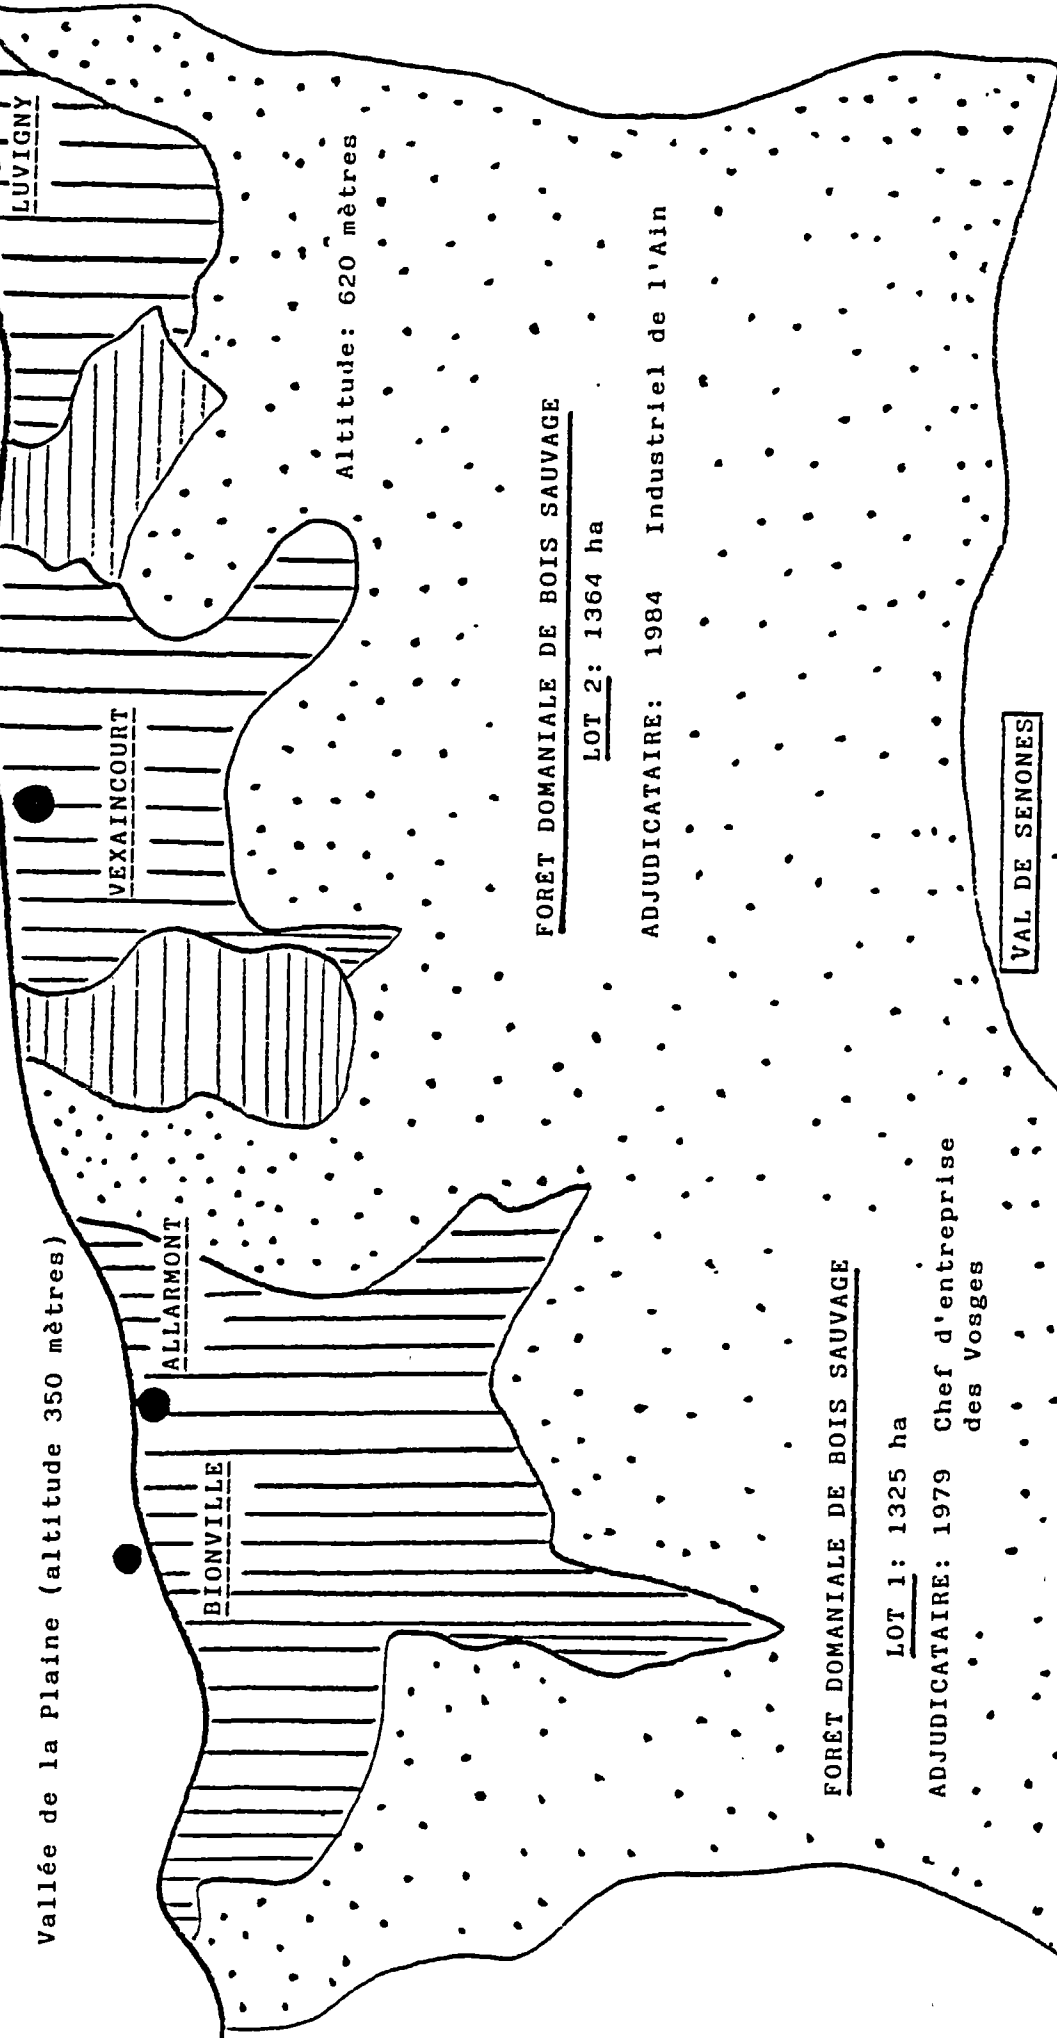 Vallée de la Plaine (altitude 350 mètres)
LUVIGNY
VEXAINCOURT
ALLARMONT
BIONVILLE
Altitude: 620 mètres
FORÊT DOMANIALE DE BOIS SAUVAGE
LOT 2: 1364 ha
ADJUDICATAIRE: 1984 Industriel de l'Ain
FORÊT DOMANIALE DE BOIS SAUVAGE
LOT 1: 1325 ha
ADJUDICATAIRE: 1979 Chef d'entreprise
des Vosges
VAL DE SENONES